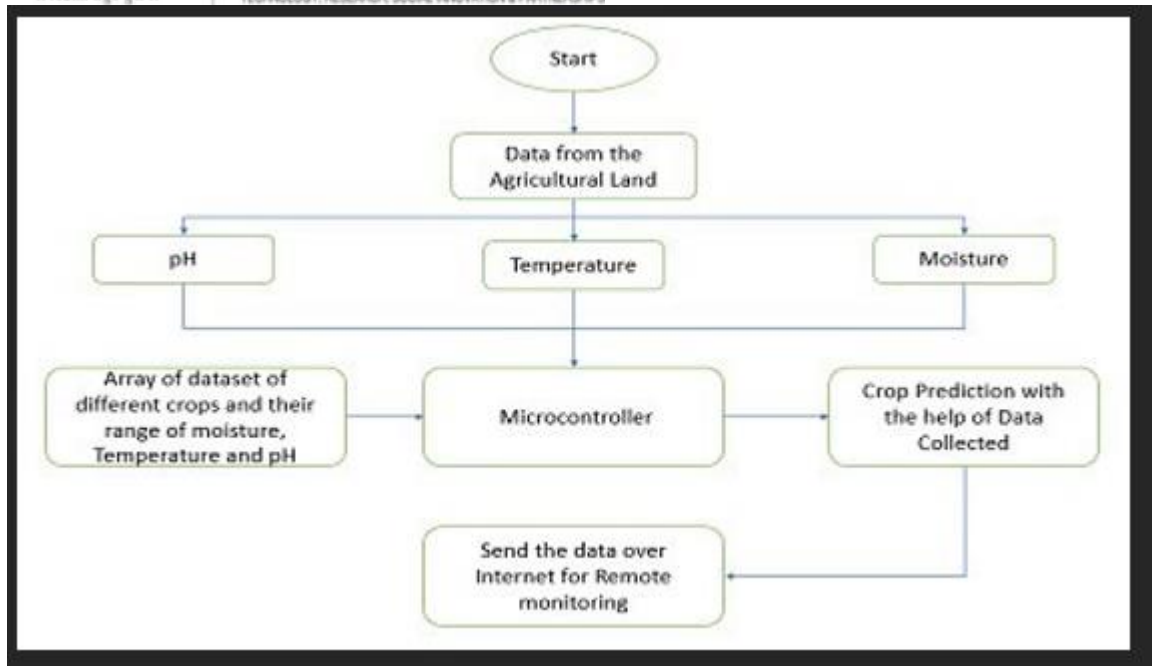 Start
Data from the
Agricultural Land
pH
Temperature
Moisture
Array of dataset of
different crops and their
range of moisture,
Temperature and pH
Microcontroller
Crop Prediction with
the help of Data
Collected
Send the data over
Internet for Remote
monitoring